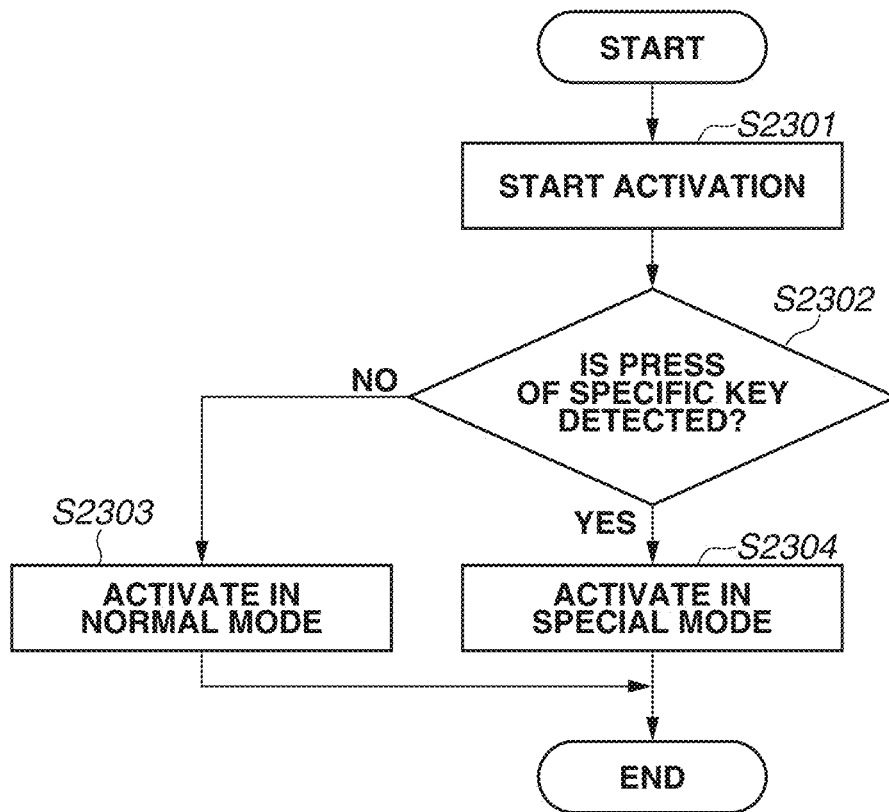 START
S2301
START ACTIVATION
S2302
IS PRESS
OF SPECIFIC KEY
DETECTED?
NO
YES
S2303
S2304
ACTIVATE IN
NORMAL MODE
ACTIVATE IN
SPECIAL MODE
END